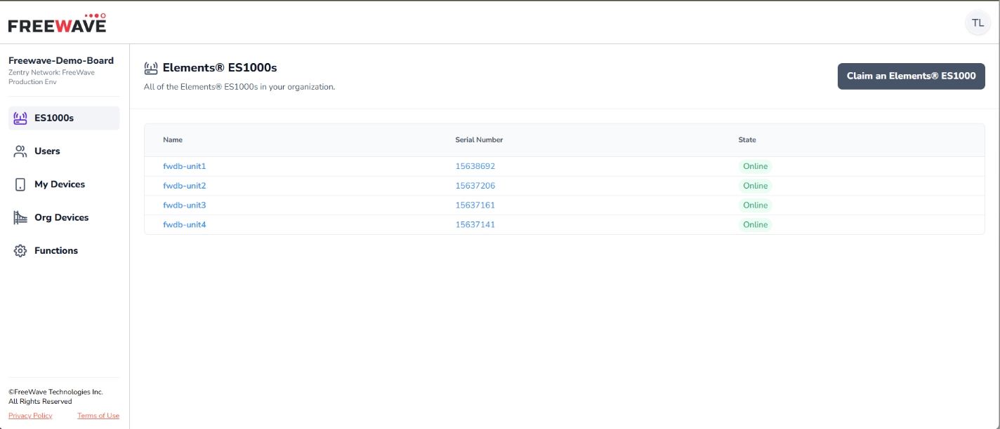 FREEWAVE
TL
Freewave-Demo-Board
Zentry Network: FreeWave
Production Env
ES1000s
Users
My Devices
Org Devices
Functions
©FreeWave Technologies Inc.
All Rights Reserved
Privacy Policy Terms of Use
Elements® ES1000s
All of the Elements® ES1000s in your organization.
Claim an Elements® ES1000
Name Serial Number State
fwdb-unit1 15638692 Online
fwdb-unit2 15637206 Online
fwdb-unit3 15637161 Online
fwdb-unit4 15637141 Online